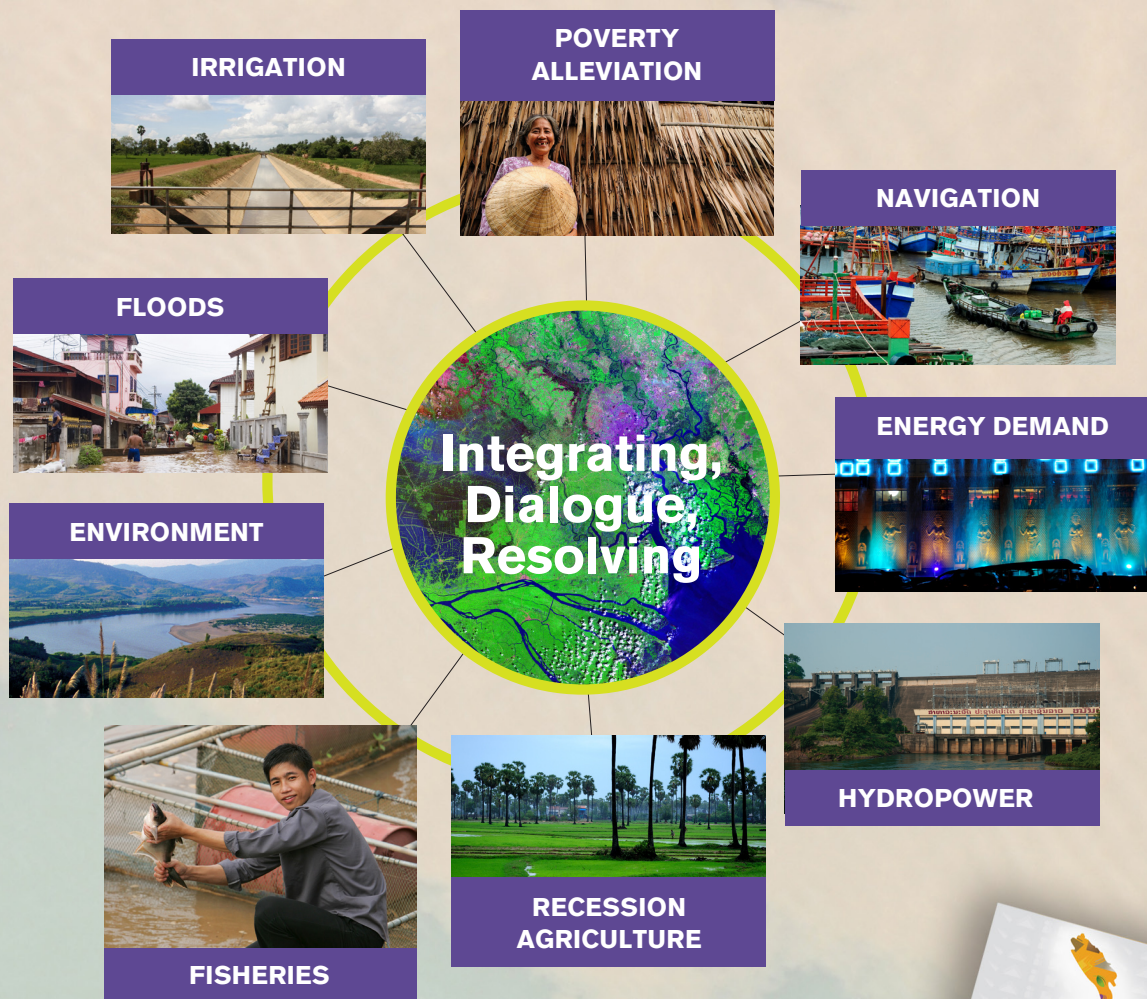 POVERTY
ALLEVIATION
IRRIGATION
NAVIGATION
FLOODS
ENERGY DEMAND
Integrating,
Dialogue,
Resolving
ENVIRONMENT
HYDROPOWER
RECESSION
AGRICULTURE
FISHERIES